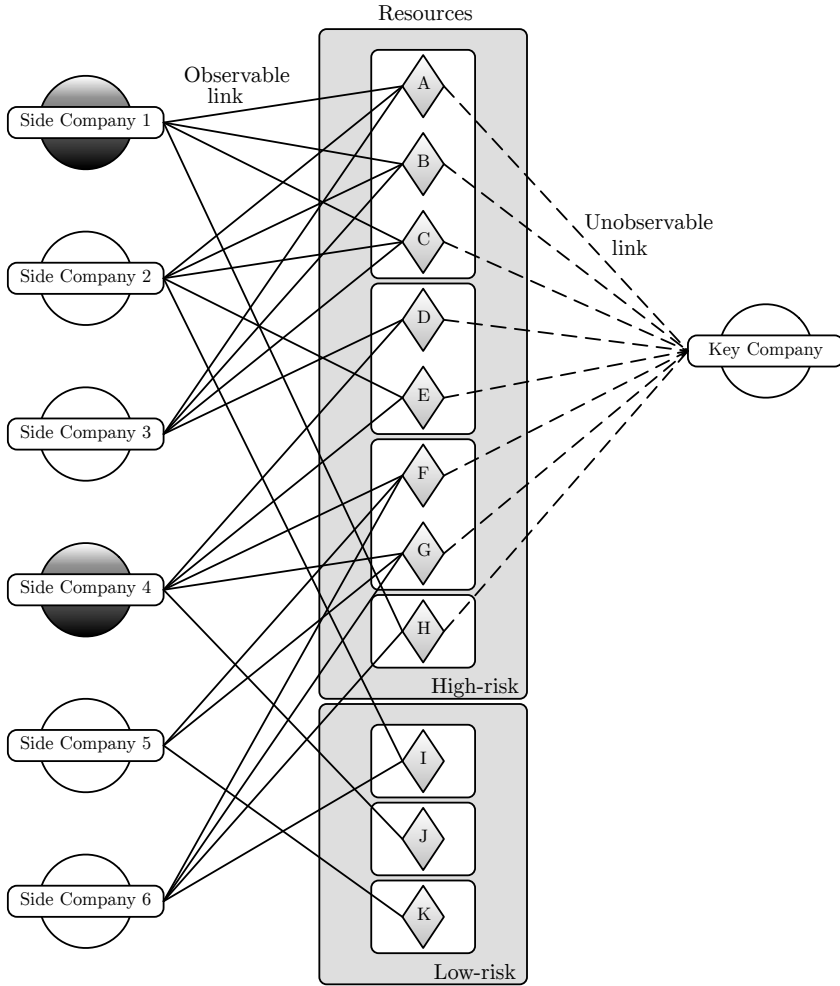 Resources
Observable
link
A
Side Company 1
B
Unobservable
link
C
Side Company 2
D
Key Company
E
Side Company 3
F
G
Side Company 4
H
High-risk
Side Company 5
I
J
Side Company 6
K
Low-risk